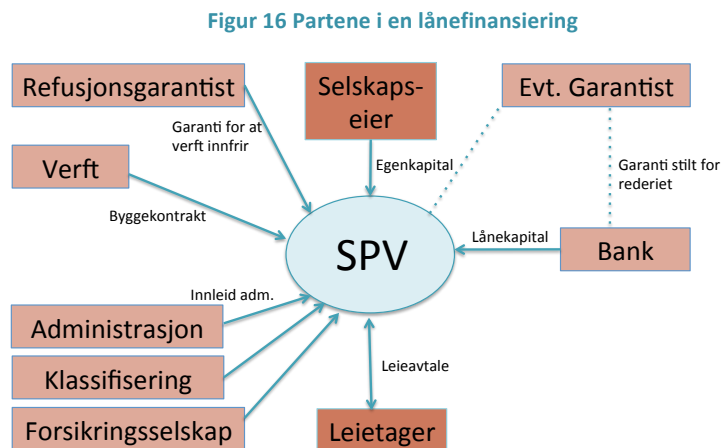 Figur 16 Partene i en lånefinansiering
Refusjonsgarantist
Selskaps-
eier
Evt. Garantist
Garanti for at
verft innfrir
Verft
Egenkapital
Garanti stilt for
rederiet
Byggekontrakt
SPV
Lånekapital
Bank
Innleid adm.
Administrasjon
Klassifisering
Leieavtale
Forsikringsselskap
Leietager